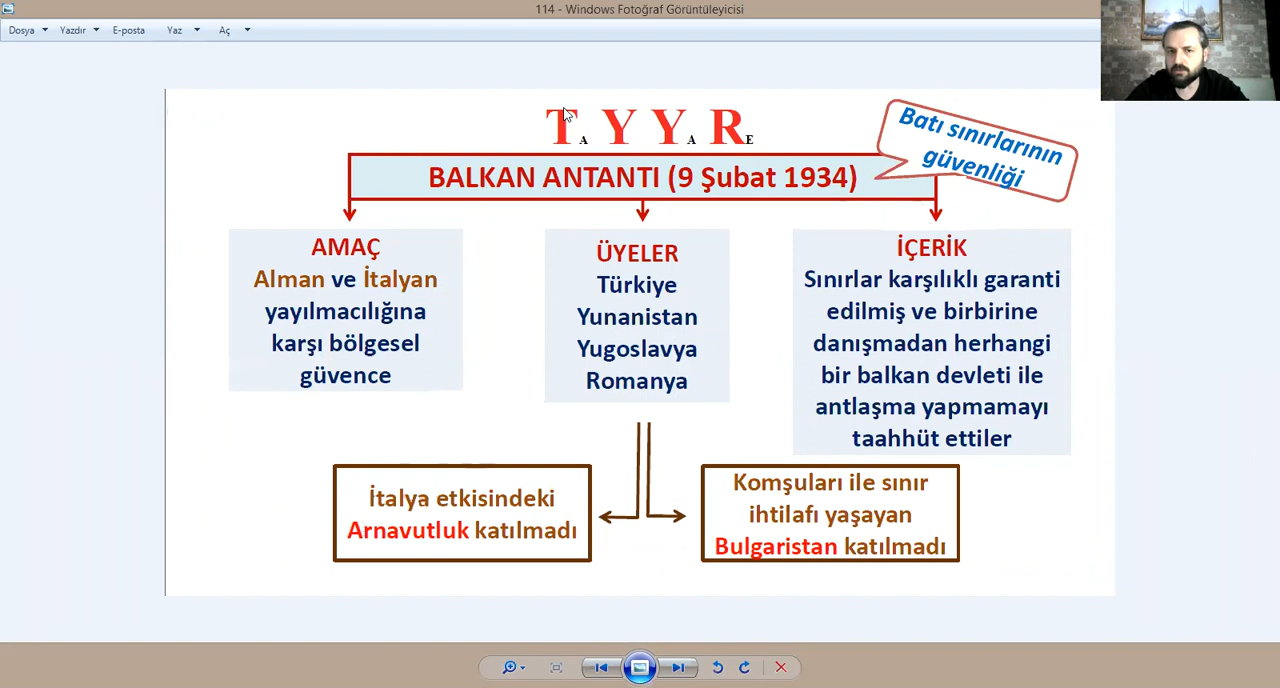 114 - Windows Fotoğraf Görüntüleyicisi
Dosya Yazdır E-posta Yaz Aç
TAYYARE
BALKAN ANTANTI (9 Şubat 1934)
Batı sınırlarının
güvenliği
AMAÇ
Alman ve İtalyan
yayılmacılığına
karşı bölgesel
güvence
ÜYELER
Türkiye
Yunanistan
Yugoslavya
Romanya
İÇERİK
Sınırlar karşılıklı garanti
edilmiş ve birbirine
danışmadan herhangi
bir balkan devleti ile
antlaşma yapmamayı
taahhüt ettiler
İtalya etkisindeki
Arnavutluk katılmadı
Komşuları ile sınır
ihtilafı yaşayan
Bulgaristan katılmadı